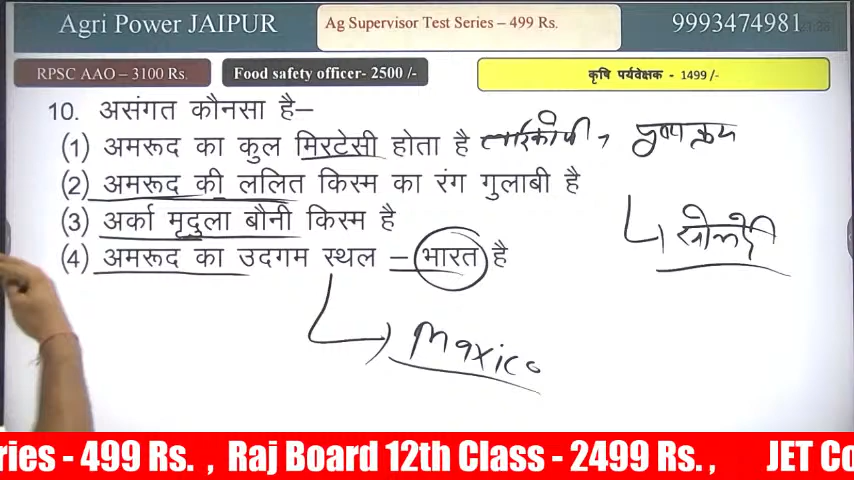 Agri Power JAIPUR
Ag Supervisor Test Series – 499 Rs.
9993474981
RPSC AAO – 3100 Rs.
Food safety officer- 2500 /-
कृषि पर्यवेक्षक - 1499 /-
10. असंगत कौनसा है–
(1) अमरूद का कुल मिरटेसी होता है
(2) अमरूद की ललित किस्म का रंग गुलाबी है
(3) अर्का मृदुला बौनी किस्म है
(4) अमरूद का उदगम स्थल – भारत है
Maxico
ries - 499 Rs. , Raj Board 12th Class - 2499 Rs. , JET Co